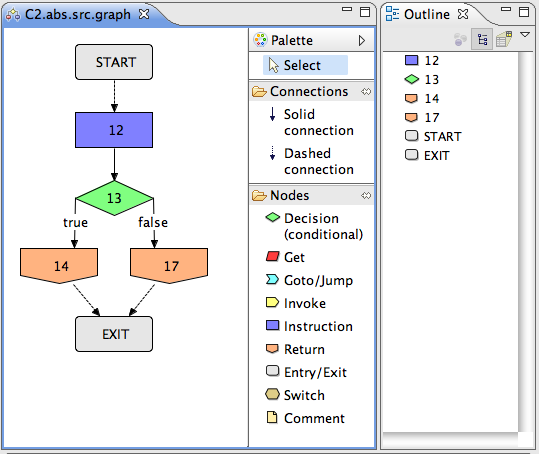 C2.abs.src.graph
START
12
13
true
false
14
17
EXIT
Palette
Select
Connections
Solid
connection
Dashed
connection
Nodes
Decision
(conditional)
Get
Goto/Jump
Invoke
Instruction
Return
Entry/Exit
Switch
Comment
Outline
12
13
14
17
START
EXIT